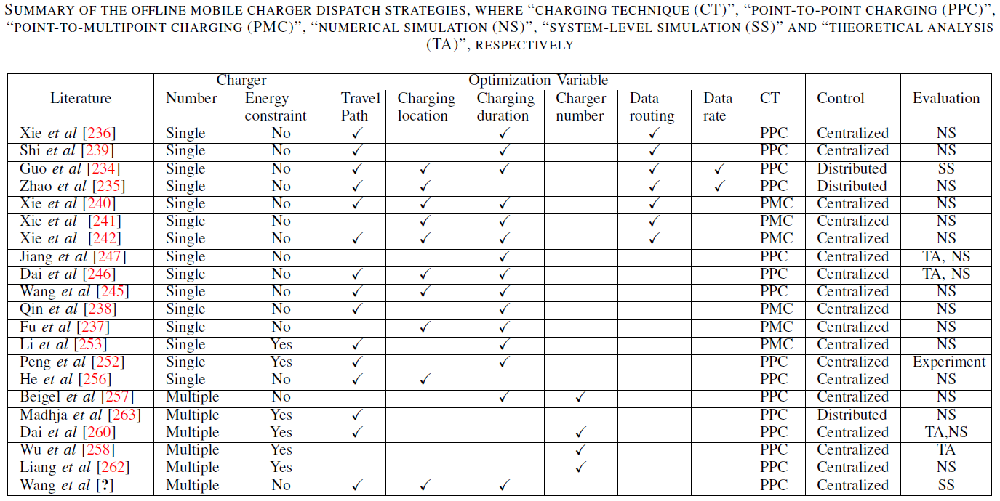 SUMMARY OF THE OFFLINE MOBILE CHARGER DISPATCH STRATEGIES, WHERE “CHARGING TECHNIQUE (CT)”, “POINT-TO-POINT CHARGING (PPC)”,
“POINT-TO-MULTIPOINT CHARGING (PMC)”, “NUMERICAL SIMULATION (NS)”, “SYSTEM-LEVEL SIMULATION (SS)” AND “THEORETICAL ANALYSIS
(TA)”, RESPECTIVELY
Literature Charger Optimization Variable CT Control Evaluation
Number Energy constraint Travel Path Charging location Charging duration Charger number Data routing Data rate
Xie et al [236] Single No ✓ ✓ ✓ PPC Centralized NS
Shi et al [239] Single No ✓ ✓ ✓ PPC Centralized NS
Guo et al [234] Single No ✓ ✓ ✓ ✓ ✓ PPC Distributed SS
Zhao et al [235] Single No ✓ ✓ ✓ ✓ PPC Distributed NS
Xie et al [240] Single No ✓ ✓ ✓ ✓ PMC Centralized NS
Xie et al [241] Single No ✓ ✓ ✓ PMC Centralized NS
Xie et al [242] Single No ✓ ✓ ✓ ✓ PMC Centralized NS
Jiang et al [247] Single No ✓ PPC Centralized TA, NS
Dai et al [246] Single No ✓ ✓ ✓ PPC Centralized TA, NS
Wang et al [245] Single No ✓ ✓ ✓ PPC Centralized NS
Qin et al [238] Single No ✓ ✓ PMC Centralized NS
Fu et al [237] Single No ✓ ✓ PMC Centralized NS
Li et al [253] Single Yes ✓ ✓ PMC Centralized NS
Peng et al [252] Single Yes ✓ ✓ PPC Centralized Experiment
He et al [256] Single No ✓ ✓ PPC Centralized NS
Beigel et al [257] Multiple No ✓ ✓ PPC Centralized NS
Madhja et al [263] Multiple Yes ✓ PPC Distributed NS
Dai et al [260] Multiple Yes ✓ ✓ PPC Centralized TA,NS
Wu et al [258] Multiple Yes ✓ PPC Centralized TA
Liang et al [262] Multiple Yes ✓ PPC Centralized NS
Wang et al [?] Multiple No ✓ ✓ ✓ PPC Centralized SS